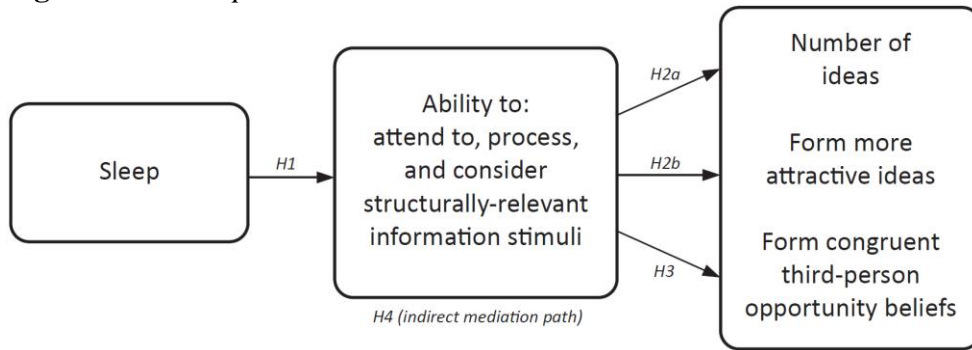 Sleep
H1
Ability to:
attend to, process,
and consider
structurally-relevant
information stimuli
H4 (indirect mediation path)
H2a
H2b
H3
Number of
ideas
Form more
attractive ideas
Form congruent
third-person
opportunity beliefs